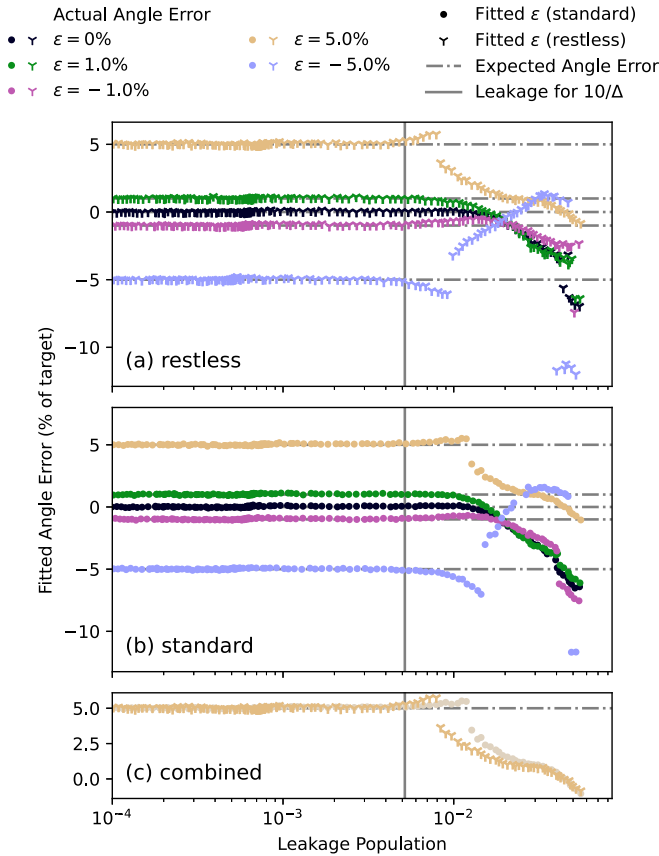 Actual Angle Error
ε = 0%
ε = 1.0%
ε = −1.0%
ε = 5.0%
ε = −5.0%
Fitted ε (standard)
Fitted ε (restless)
Expected Angle Error
Leakage for 10/Δ
5
0
−5
−10
(a) restless
5
0
−5
−10
(b) standard
5.0
2.5
0.0
(c) combined
Fitted Angle Error (% of target)
10⁻⁴
10⁻³
10⁻²
Leakage Population